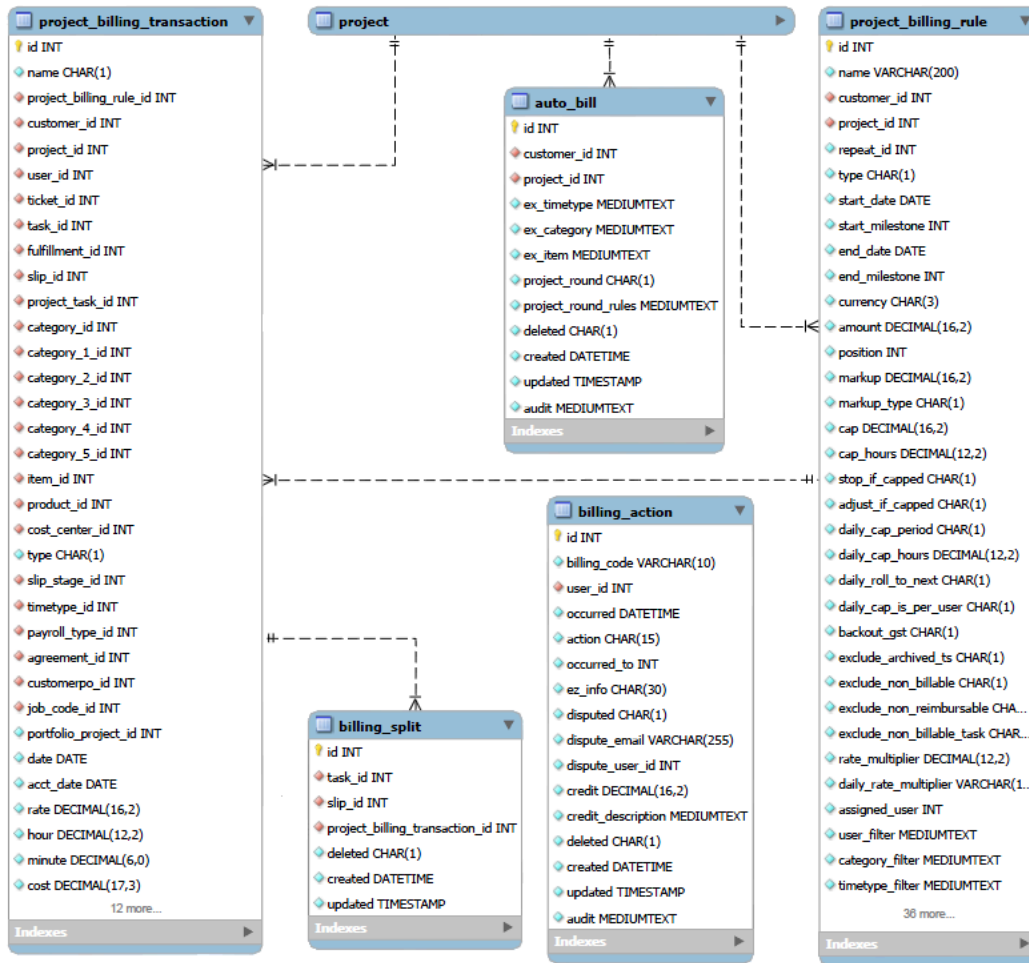 project_billing_transaction
id INT
name CHAR(1)
project_billing_rule_id INT
customer_id INT
project_id INT
user_id INT
ticket_id INT
task_id INT
fulfillment_id INT
slip_id INT
project_task_id INT
category_id INT
category_1_id INT
category_2_id INT
category_3_id INT
category_4_id INT
category_5_id INT
item_id INT
product_id INT
cost_center_id INT
type CHAR(1)
slip_stage_id INT
timetype_id INT
payroll_type_id INT
agreement_id INT
customerpo_id INT
job_code_id INT
portfolio_project_id INT
date DATE
acct_date DATE
rate DECIMAL(16,2)
hour DECIMAL(12,2)
minute DECIMAL(6,0)
cost DECIMAL(17,3)
12 more...
Indexes
project
auto_bill
id INT
customer_id INT
project_id INT
ex_timetype MEDIUMTEXT
ex_category MEDIUMTEXT
ex_item MEDIUMTEXT
project_round CHAR(1)
project_round_rules MEDIUMTEXT
deleted CHAR(1)
created DATETIME
updated TIMESTAMP
audit MEDIUMTEXT
Indexes
billing_split
id INT
task_id INT
slip_id INT
project_billing_transaction_id INT
deleted CHAR(1)
created DATETIME
updated TIMESTAMP
Indexes
billing_action
id INT
billing_code VARCHAR(10)
user_id INT
occurred DATETIME
action CHAR(15)
occurred_to INT
ez_info CHAR(30)
disputed CHAR(1)
dispute_email VARCHAR(255)
dispute_user_id INT
credit DECIMAL(16,2)
credit_description MEDIUMTEXT
deleted CHAR(1)
created DATETIME
updated TIMESTAMP
audit MEDIUMTEXT
Indexes
project_billing_rule
id INT
name VARCHAR(200)
customer_id INT
project_id INT
repeat_id INT
type CHAR(1)
start_date DATE
start_milestone INT
end_date DATE
end_milestone INT
currency CHAR(3)
amount DECIMAL(16,2)
position INT
markup DECIMAL(16,2)
markup_type CHAR(1)
cap DECIMAL(16,2)
cap_hours DECIMAL(12,2)
stop_if_capped CHAR(1)
adjust_if_capped CHAR(1)
daily_cap_period CHAR(1)
daily_cap_hours DECIMAL(12,2)
daily_roll_to_next CHAR(1)
daily_cap_is_per_user CHAR(1)
backout_gst CHAR(1)
exclude_archived_ts CHAR(1)
exclude_non_billable CHAR(1)
exclude_non_reimbursable CHA...
exclude_non_billable_task CHAR...
rate_multiplier DECIMAL(12,2)
daily_rate_multiplier VARCHAR(1...
assigned_user INT
user_filter MEDIUMTEXT
category_filter MEDIUMTEXT
timetype_filter MEDIUMTEXT
36 more...
Indexes